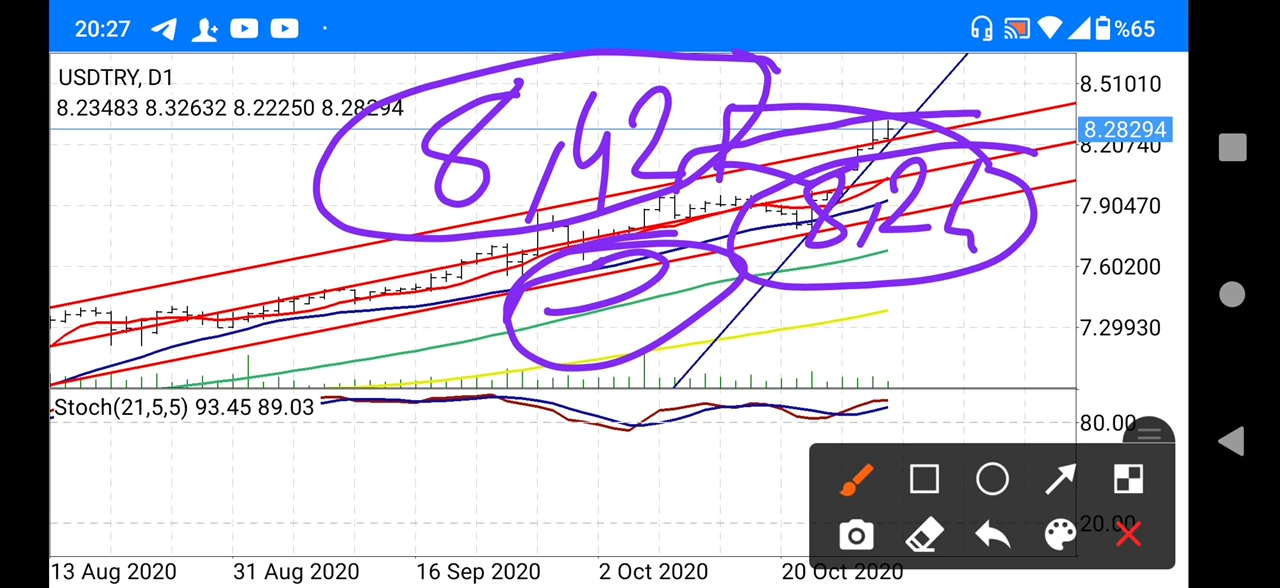 20:27
%65
USDTRY, D1
8.23483 8.32632 8.22250 8.28294
8.51010
8.28294
8.20740
7.90470
7.60200
7.29930
8,42
8,24
Stoch(21,5,5) 93.45 89.03
80.00
20.00
13 Aug 2020
31 Aug 2020
16 Sep 2020
2 Oct 2020
20 Oct 2020